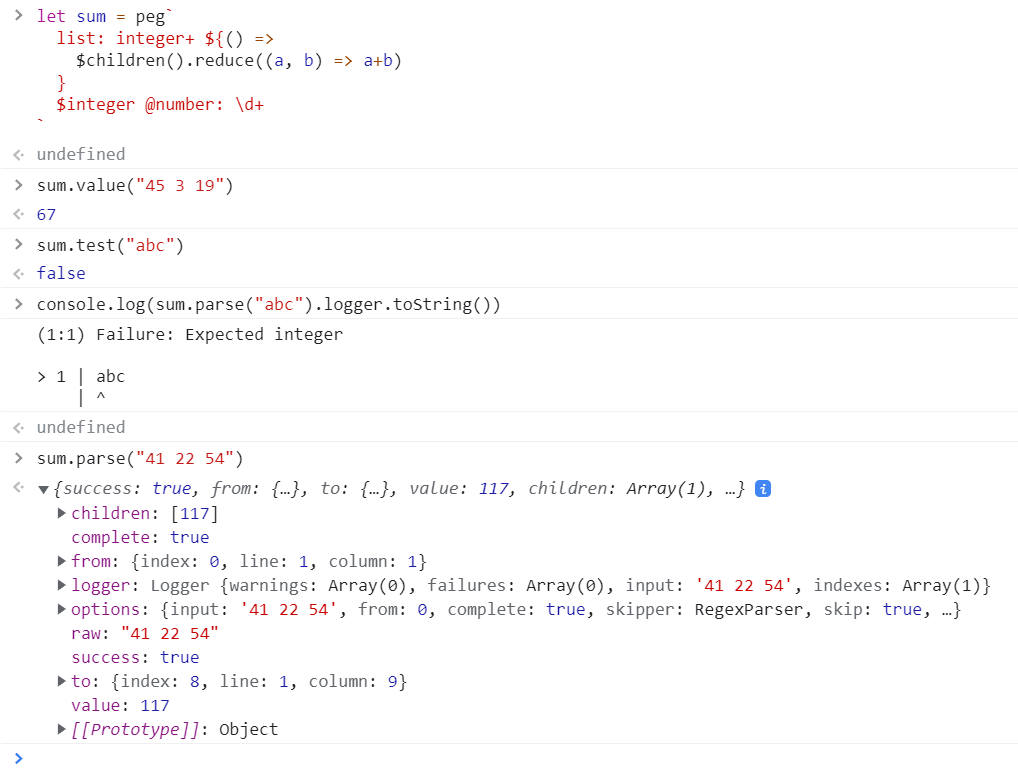 > let sum = peg`
    list: integer+ ${() =>
      $children().reduce((a, b) => a+b)
    }
    $integer @number: \d+
  `
undefined
> sum.value("45 3 19")
67
> sum.test("abc")
false
> console.log(sum.parse("abc").logger.toString())
(1:1) Failure: Expected integer
> 1 | abc
    | ^
undefined
> sum.parse("41 22 54")
{success: true, from: {…}, to: {…}, value: 117, children: Array(1), …} i
children: [117]
complete: true
from: {index: 0, line: 1, column: 1}
logger: Logger {warnings: Array(0), failures: Array(0), input: '41 22 54', indexes: Array(1)}
options: {input: '41 22 54', from: 0, complete: true, skipper: RegexParser, skip: true, …}
raw: "41 22 54"
success: true
to: {index: 8, line: 1, column: 9}
value: 117
[[Prototype]]: Object
>